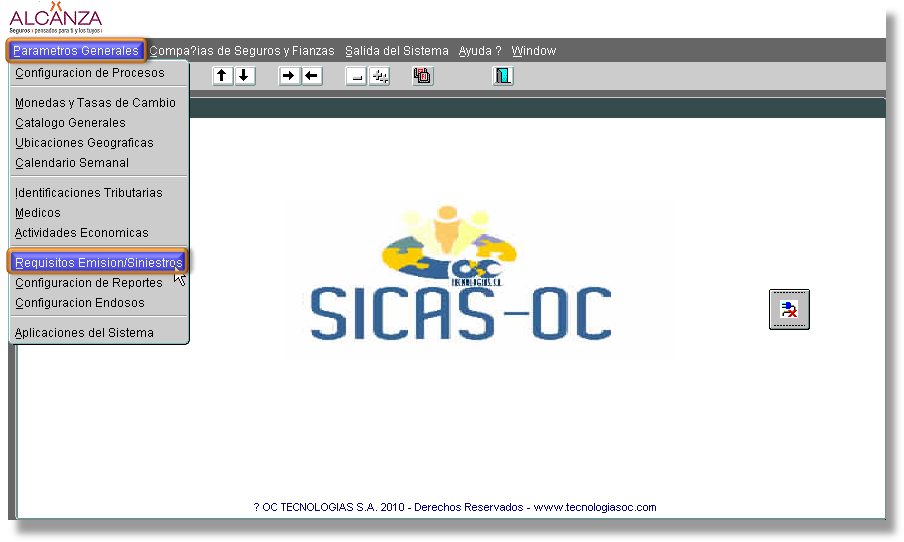 ALCANZA
Seguros pensados para ti y los tuyos
Parametros Generales Compa?ias de Seguros y Fianzas Salida del Sistema Ayuda ? Window
Configuracion de Procesos
Monedas y Tasas de Cambio
Catalogo Generales
Ubicaciones Geograficas
Calendario Semanal
Identificaciones Tributarias
Medicos
Actividades Economicas
Requisitos Emision/Siniestros
Configuracion de Reportes
Configuracion Endosos
Aplicaciones del Sistema
OC
TECNOLOGIAS, S.A.
SICAS-OC
? OC TECNOLOGIAS S.A. 2010 - Derechos Reservados - www.tecnologiasoc.com